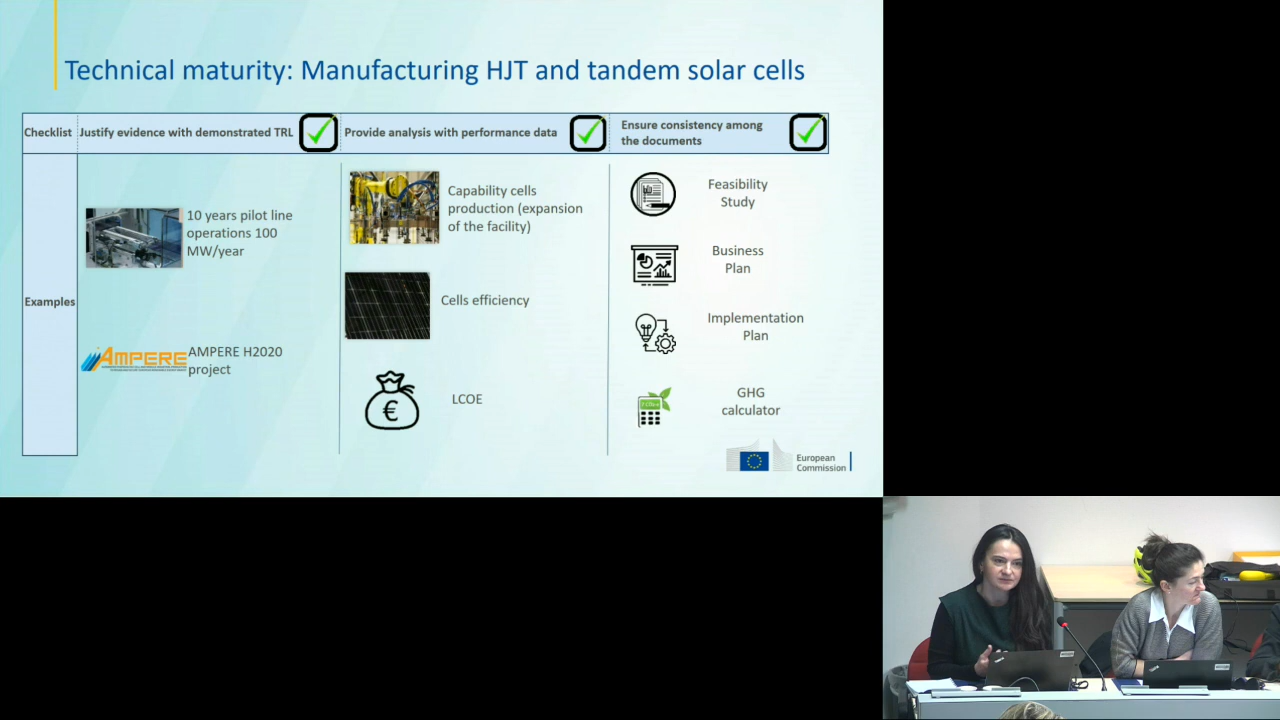 Technical maturity: Manufacturing HJT and tandem solar cells
Checklist
Justify evidence with demonstrated TRL
Provide analysis with performance data
Ensure consistency among
the documents
Examples
10 years pilot line
operations 100
MW/year
AMPERE
AMPERE H2020
project
Capability cells
production (expansion
of the facility)
Cells efficiency
€
LCOE
Feasibility
Study
Business
Plan
Implementation
Plan
GHG
calculator
European
Commission